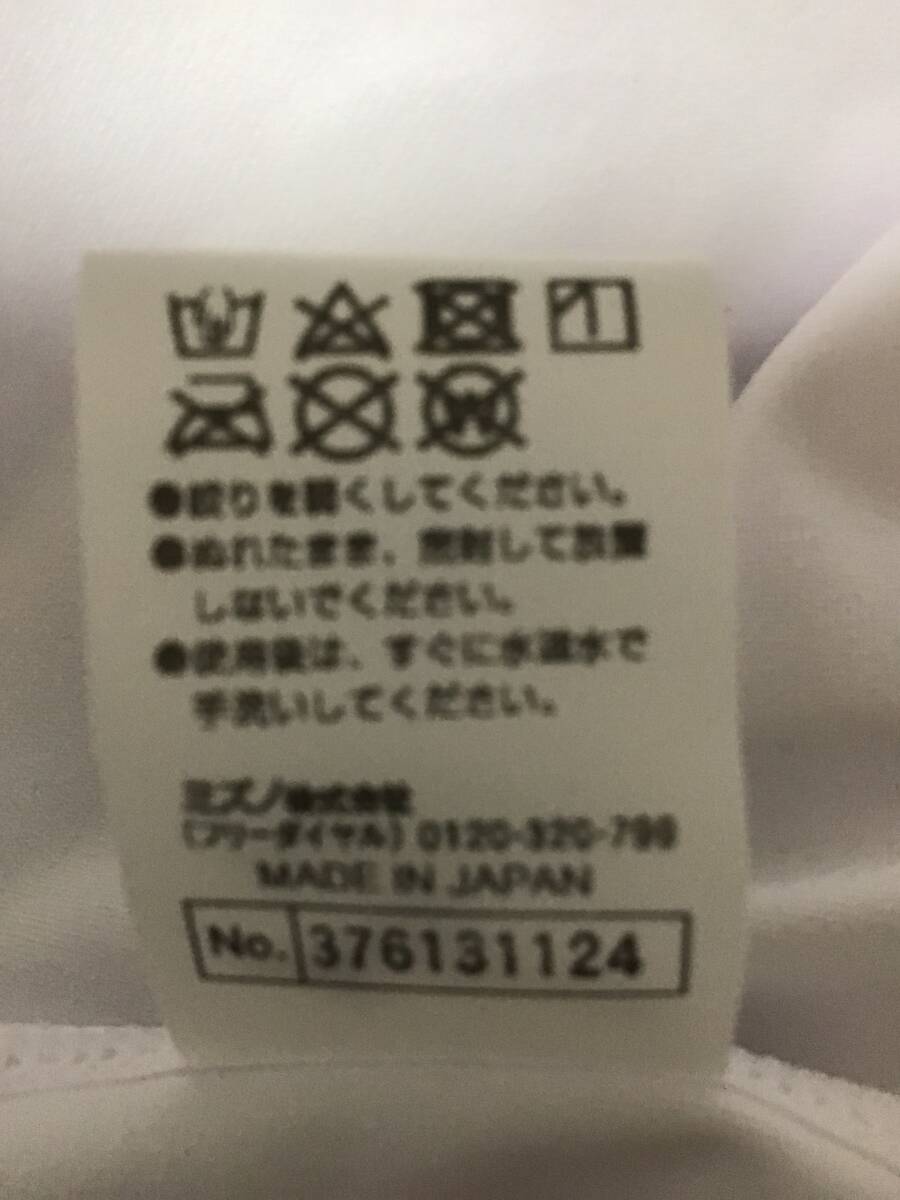 ●絞りを弱くしてください。
●ぬれたまま、密封して放置
しないでください。
●使用後は、すぐに水道水で
手洗いしてください。
ミズノ株式会社
(フリーダイヤル) 0120-320-799
MADE IN JAPAN
No. 376131124